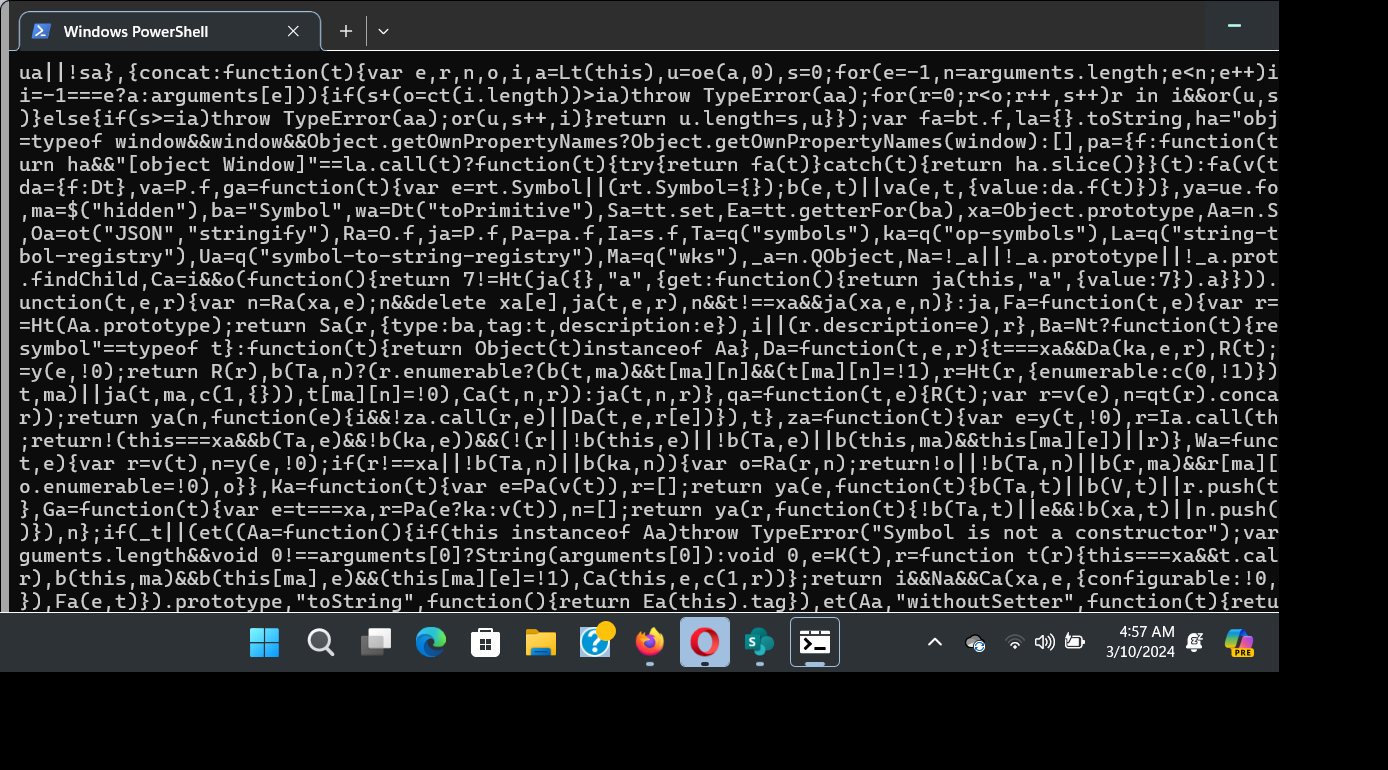 Windows PowerShell
ua||!sa},{concat:function(t){var e,r,n,o,i,a=Lt(this),u=oe(a,0),s=0;for(e=-1,n=arguments.length;e<n;e++)i
i=-1===e?a:arguments[e])){if(s+(o=ct(i.length))>ia)throw TypeError(aa);for(r=0;r<o;r++,s++)r in i&&or(u,s
)}else{if(s>=ia)throw TypeError(aa);or(u,s++,i)}return u.length=s,u}});var fa=bt.f,la={}.toString,ha="obj
=typeof window&&window&&Object.getOwnPropertyNames?Object.getOwnPropertyNames(window):[],pa={f:function(t
urn ha&&"[object Window]"==la.call(t)?function(t){try{return fa(t)}catch(t){return ha.slice()}}(t):fa(v(t
da={f:Dt},va=P.f,ga=function(t){var e=rt.Symbol||(rt.Symbol={});b(e,t)||va(e,t,{value:da.f(t)})},ya=ue.fo
,ma=$("hidden"),ba="Symbol",wa=Dt("toPrimitive"),Sa=tt.set,Ea=tt.getterFor(ba),xa=Object.prototype,Aa=n.S
,Oa=ot("JSON","stringify"),Ra=O.f,ja=P.f,Pa=pa.f,Ia=s.f,Ta=q("symbols"),ka=q("op-symbols"),La=q("string-t
bol-registry"),Ua=q("symbol-to-string-registry"),Ma=q("wks"),_a=n.QObject,Na=!_a||!_a.prototype||!_a.prot
.findChild,Ca=i&&o(function(){return 7!=Ht(ja({},"a",{get:function(){return ja(this,"a",{value:7}).a}})).
unction(t,e,r){var n=Ra(xa,e);n&&delete xa[e],ja(t,e,r),n&&t!==xa&&ja(xa,e,n)}:ja,Fa=function(t,e){var r=
=Ht(Aa.prototype);return Sa(r,{type:ba,tag:t,description:e}),i||(r.description=e),r},Ba=Nt?function(t){re
symbol"==typeof t}:function(t){return Object(t)instanceof Aa},Da=function(t,e,r){t===xa&&Da(ka,e,r),R(t);
=y(e,!0);return R(r),b(Ta,n)?(r.enumerable?(b(t,ma)&&t[ma][n]&&(t[ma][n]=!1),r=Ht(r,{enumerable:c(0,!1)})
t,ma)||ja(t,ma,c(1,{})),t[ma][n]=!0),Ca(t,n,r)):ja(t,n,r)},qa=function(t,e){R(t);var r=v(e),n=qt(r).conca
r));return ya(n,function(e){i&&!za.call(r,e)||Da(t,e,r[e])}),t},za=function(t){var e=y(t,!0),r=Ia.call(th
;return!(this===xa&&b(Ta,e)&&!b(ka,e))&&(!(r||!b(this,e)||!b(Ta,e)||b(this,ma)&&this[ma][e])||r)},Wa=func
t,e){var r=v(t),n=y(e,!0);if(r!==xa||!b(Ta,n)||b(ka,n)){var o=Ra(r,n);return!o||!b(Ta,n)||b(r,ma)&&r[ma][
o.enumerable=!0),o}},Ka=function(t){var e=Pa(v(t)),r=[];return ya(e,function(t){b(Ta,t)||b(V,t)||r.push(t
},Ga=function(t){var e=t===xa,r=Pa(e?ka:v(t)),n=[];return ya(r,function(t){!b(Ta,t)||e&&!b(xa,t)||n.push(
)}),n};if(_t||(et((Aa=function(){if(this instanceof Aa)throw TypeError("Symbol is not a constructor");var
guments.length&&void 0!==arguments[0]?String(arguments[0]):void 0,e=K(t),r=function t(r){this===xa&&t.cal
r),b(this,ma)&&b(this[ma],e)&&(this[ma][e]=!1),Ca(this,e,c(1,r))};return i&&Na&&Ca(xa,e,{configurable:!0,
}),Fa(e,t)}).prototype,"toString",function(){return Ea(this).tag}),et(Aa,"withoutSetter",function(t){retu
4:57 AM
3/10/2024
PRE